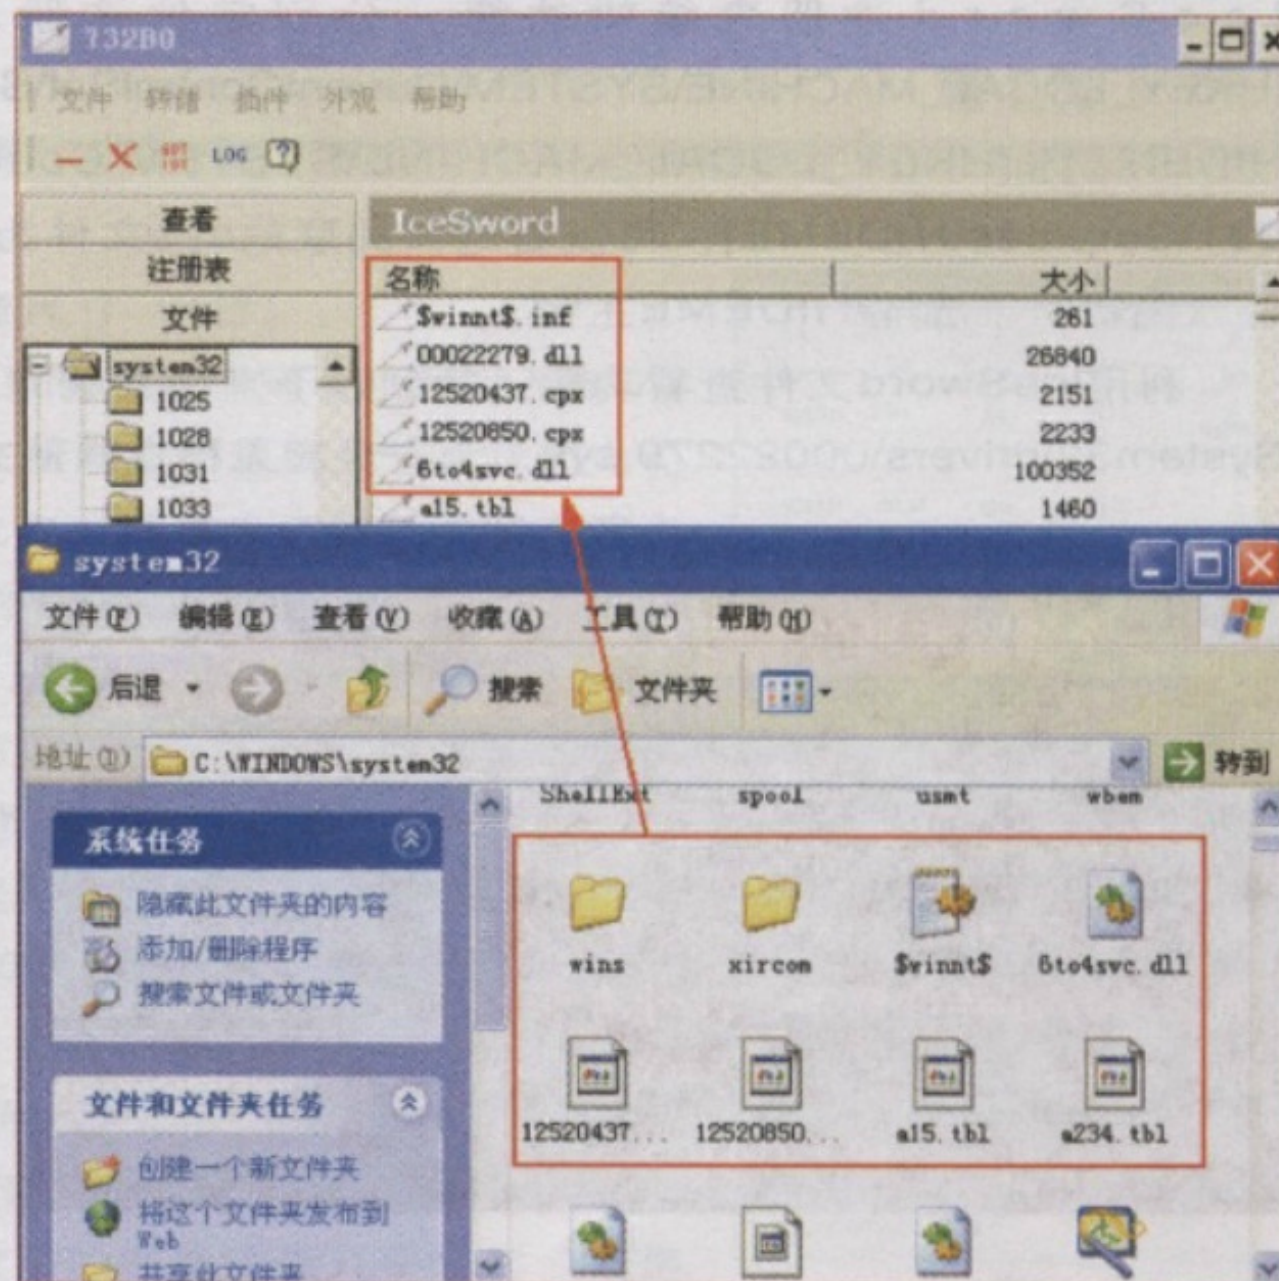 732B0
文件 转储 插件 外观 帮助
LOG
查看
IceSword
注册表
文件
名称 大小
$winnt$.inf 261
00022279.dll 26840
12520437.cpx 2151
12520850.cpx 2233
6to4svc.dll 100352
a15.tbl 1460
system32
1025
1028
1031
1033
system32
文件(F) 编辑(E) 查看(V) 收藏(A) 工具(T) 帮助(H)
后退 搜索 文件夹
地址(D) C:\WINDOWS\system32 转到
ShellExt spool usmt wbem
系统任务
隐藏此文件夹的内容
添加/删除程序
搜索文件或文件夹
wins xircom $winnt$ 6to4svc.dll
12520437... 12520850... a15.tbl a234.tbl
文件和文件夹任务
创建一个新文件夹
将这个文件夹发布到
Web
共享此文件夹